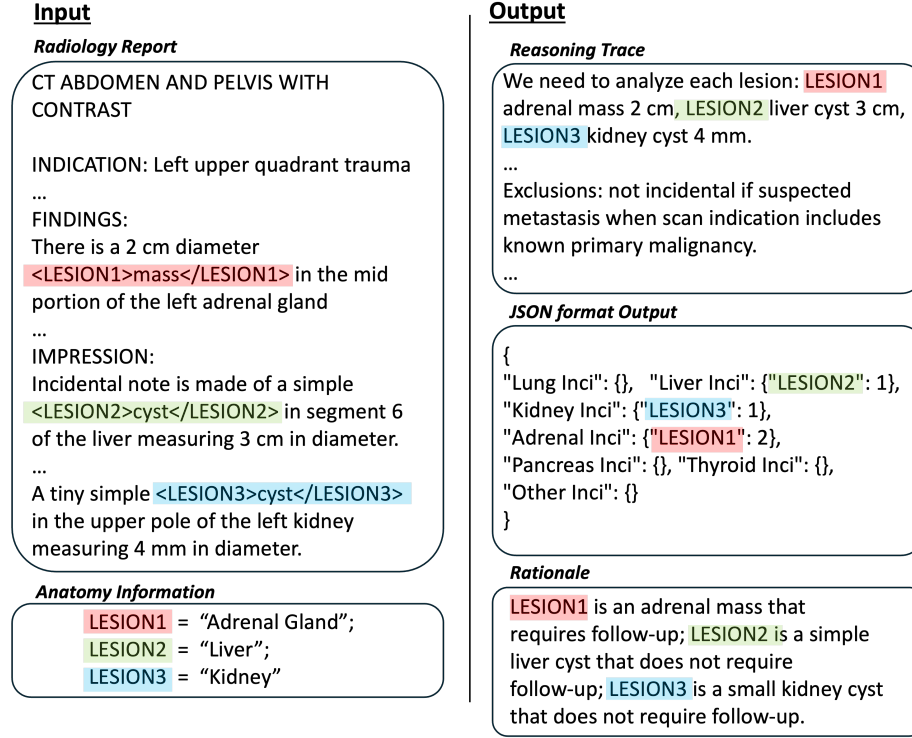 Input
Radiology Report
CT ABDOMEN AND PELVIS WITH
CONTRAST
INDICATION: Left upper quadrant trauma
...
FINDINGS:
There is a 2 cm diameter
<LESION1>mass</LESION1> in the mid
portion of the left adrenal gland
...
IMPRESSION:
Incidental note is made of a simple
<LESION2>cyst</LESION2> in segment 6
of the liver measuring 3 cm in diameter.
...
A tiny simple <LESION3>cyst</LESION3>
in the upper pole of the left kidney
measuring 4 mm in diameter.
Anatomy Information
LESION1 = “Adrenal Gland”;
LESION2 = “Liver”;
LESION3 = “Kidney”
Output
Reasoning Trace
We need to analyze each lesion: LESION1
adrenal mass 2 cm, LESION2 liver cyst 3 cm,
LESION3 kidney cyst 4 mm.
...
Exclusions: not incidental if suspected
metastasis when scan indication includes
known primary malignancy.
...
JSON format Output
{
"Lung Inci": {}, "Liver Inci": {"LESION2": 1},
"Kidney Inci": {"LESION3": 1},
"Adrenal Inci": {"LESION1": 2},
"Pancreas Inci": {}, "Thyroid Inci": {},
"Other Inci": {}
}
Rationale
LESION1 is an adrenal mass that
requires follow-up; LESION2 is a simple
liver cyst that does not require
follow-up; LESION3 is a small kidney cyst
that does not require follow-up.